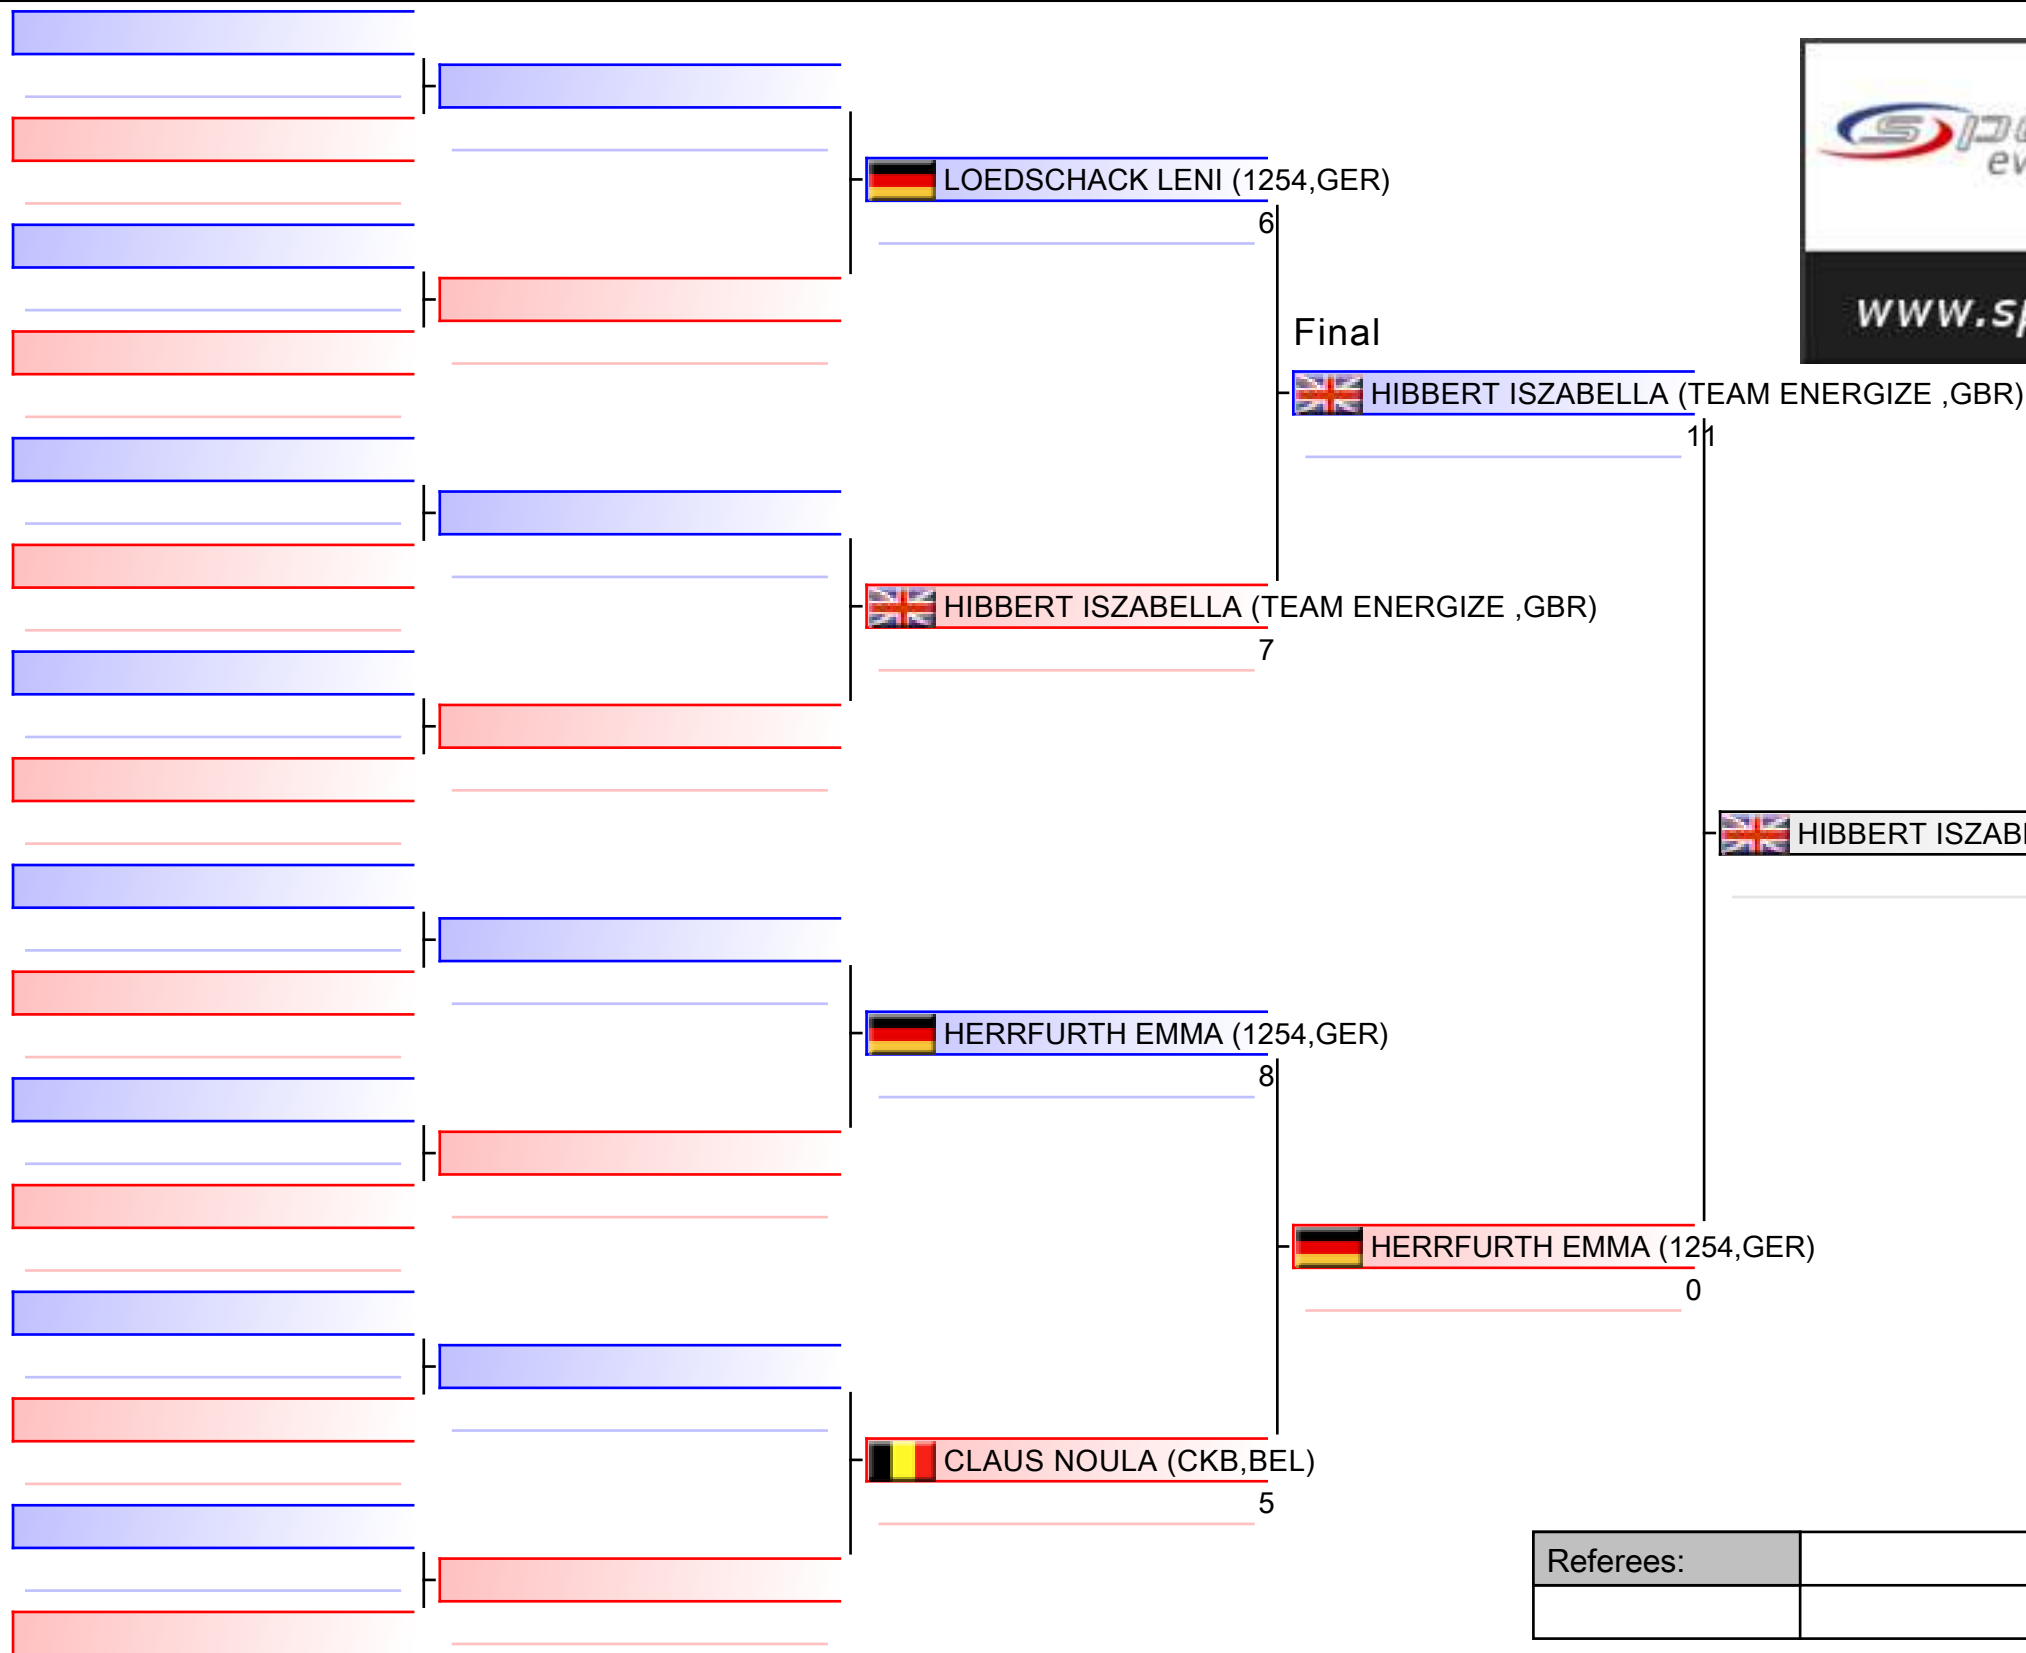 LOEDSCHACK LENI (1254,GER)
6
Final
HIBBERT ISZABELLA (TEAM ENERGIZE ,GBR)
11
HIBBERT ISZABELLA (TEAM ENERGIZE ,GBR)
7
HIBBERT
HERRFURTH EMMA (1254,GER)
8
HERRFURTH EMMA (1254,GER)
0
CLAUS NOULA (CKB,BEL)
5
Referees: